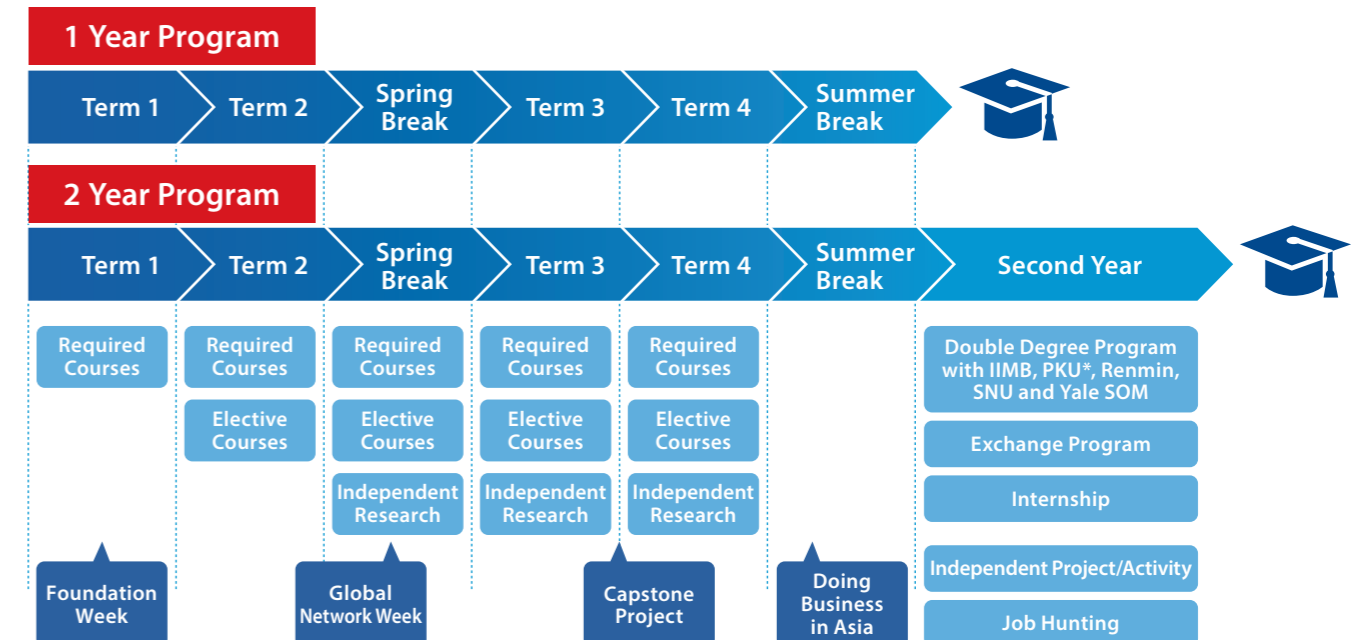 1 Year Program
Term 1
Term 2
Spring
Break
Term 3
Term 4
Summer
Break
2 Year Program
Term 1
Term 2
Spring
Break
Term 3
Term 4
Summer
Break
Second Year
Required
Courses
Required
Courses
Elective
Courses
Required
Courses
Elective
Courses
Independent
Research
Required
Courses
Elective
Courses
Independent
Research
Required
Courses
Elective
Courses
Independent
Research
Double Degree Program
with IIMB, PKU*, Renmin,
SNU and Yale SOM
Exchange Program
Internship
Independent Project/Activity
Job Hunting
Foundation
Week
Global
Network Week
Capstone
Project
Doing
Business
in Asia